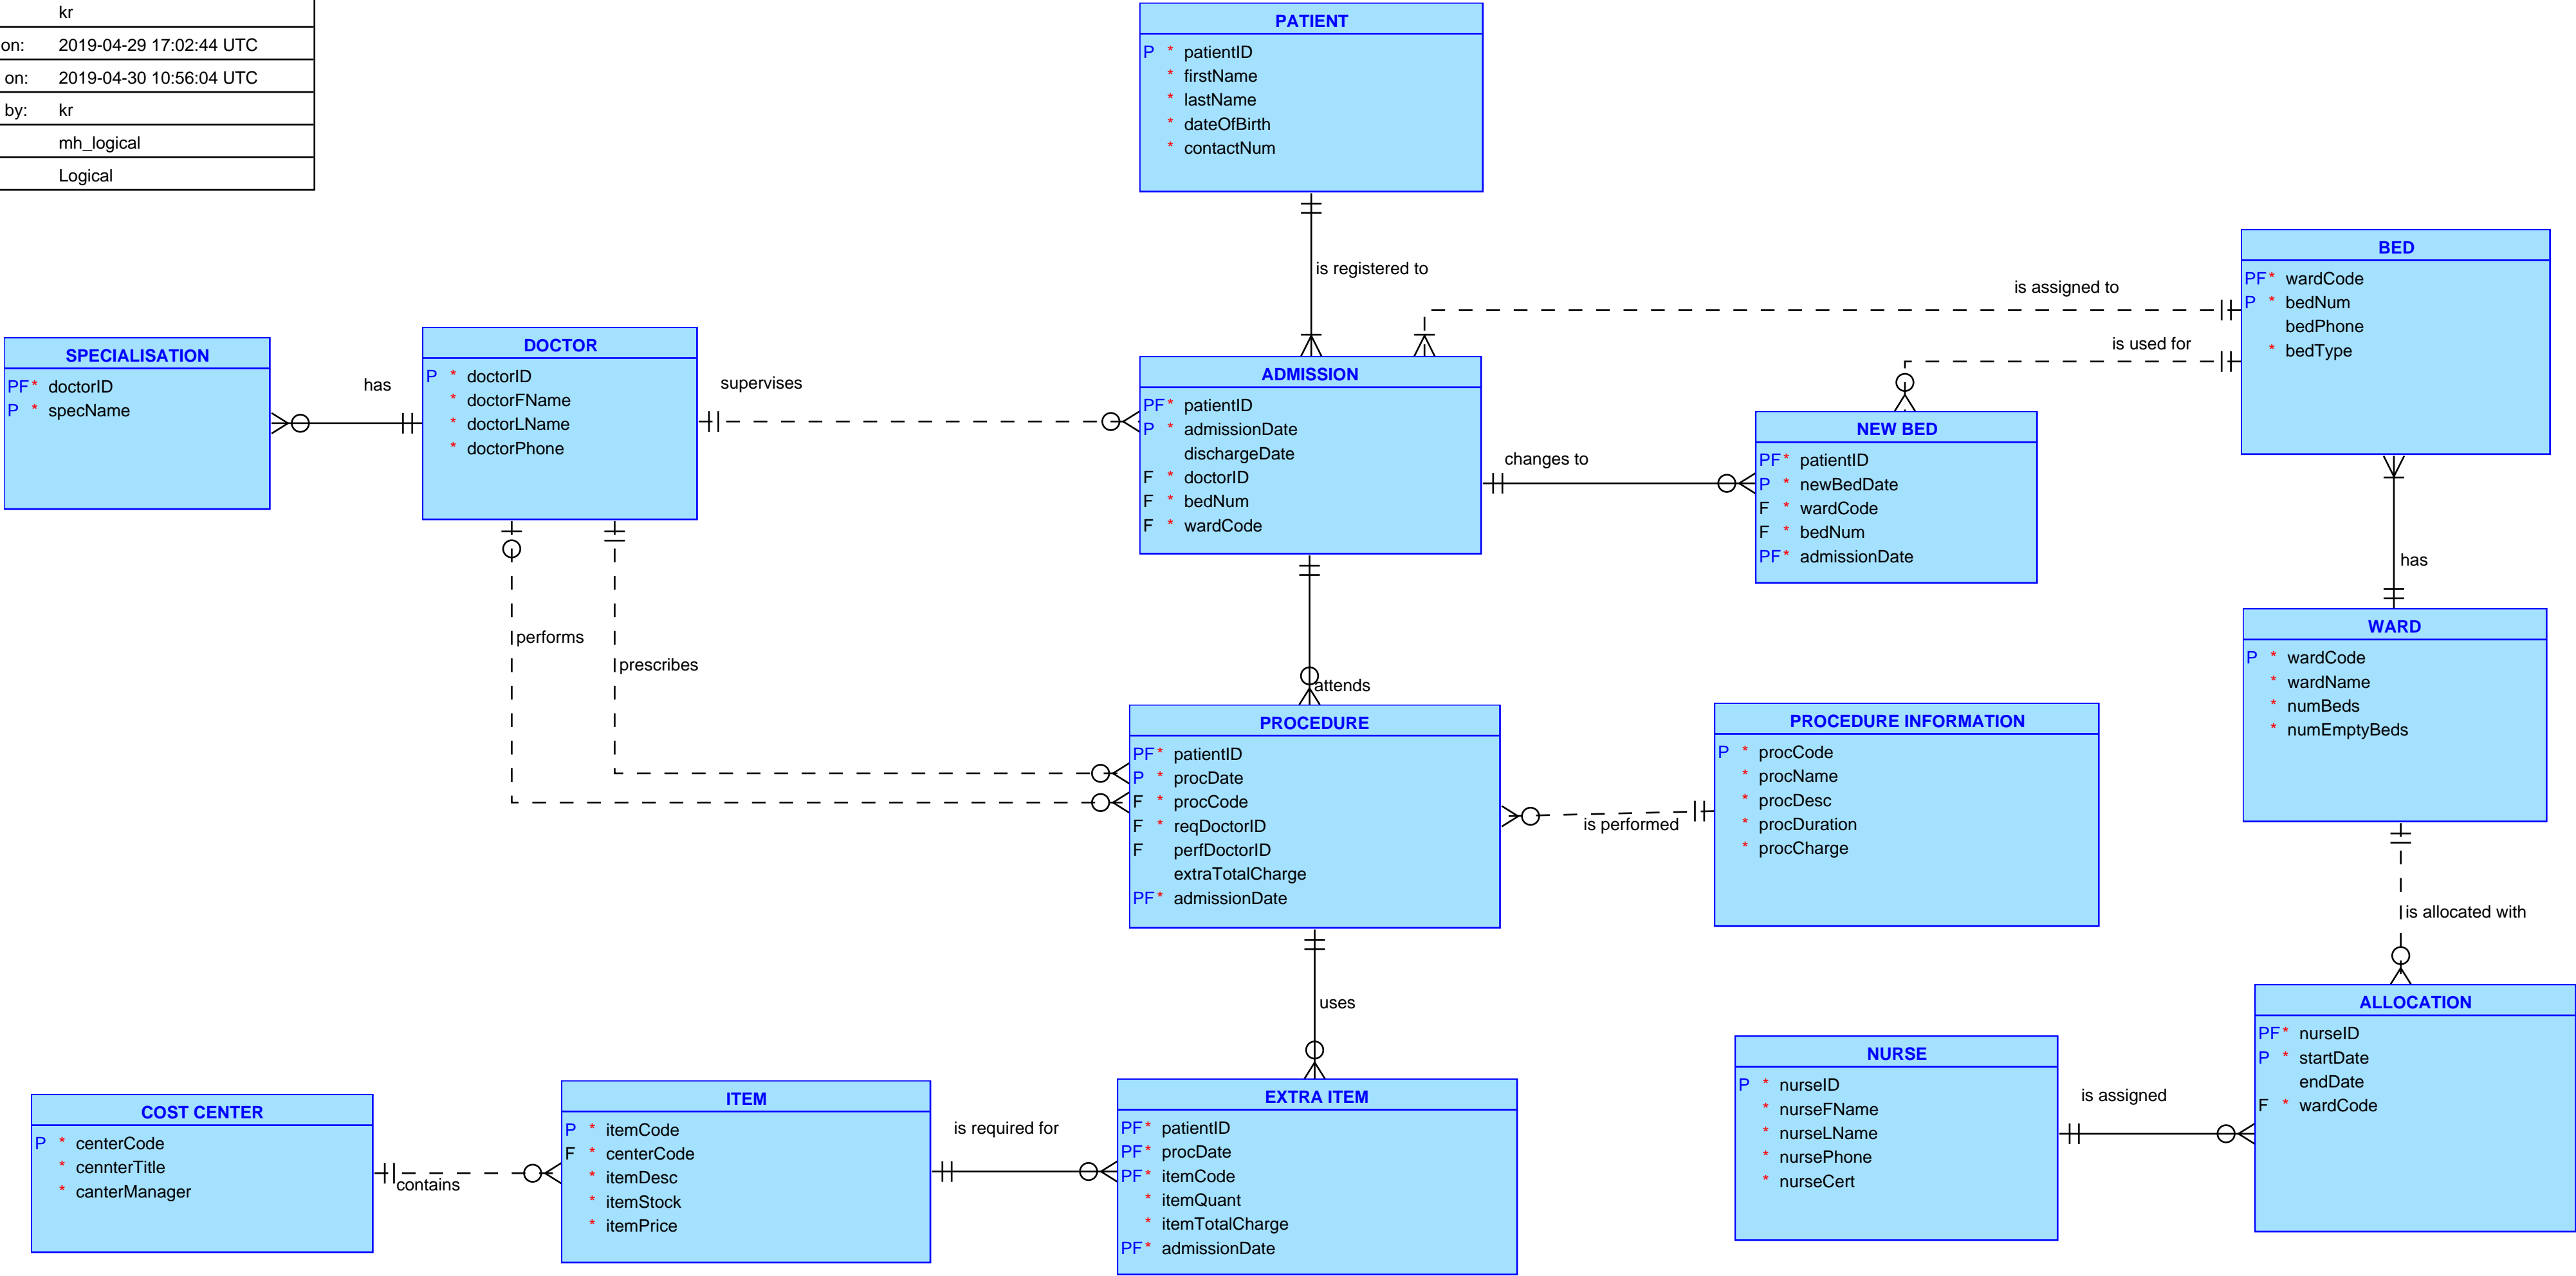 kr
on: 2019-04-29 17:02:44 UTC
on: 2019-04-30 10:56:04 UTC
by: kr
mh_logical
Logical
PATIENT
P * patientID
* firstName
* lastName
* dateOfBirth
* contactNum
is registered to
BED
PF* wardCode
P * bedNum
bedPhone
* bedType
is assigned to
is used for
SPECIALISATION
PF* doctorID
P * specName
has
DOCTOR
P * doctorID
* doctorFName
* doctorLName
* doctorPhone
supervises
ADMISSION
PF* patientID
P * admissionDate
dischargeDate
F * doctorID
F * bedNum
F * wardCode
changes to
NEW BED
PF* patientID
P * newBedDate
F * wardCode
F * bedNum
PF* admissionDate
has
performs
prescribes
attends
WARD
P * wardCode
* wardName
* numBeds
* numEmptyBeds
PROCEDURE
PF* patientID
P * procDate
F * procCode
F * reqDoctorID
F perfDoctorID
extraTotalCharge
PF* admissionDate
is performed
PROCEDURE INFORMATION
P * procCode
* procName
* procDesc
* procDuration
* procCharge
is allocated with
uses
ALLOCATION
PF* nurseID
P * startDate
endDate
F * wardCode
NURSE
P * nurseID
* nurseFName
* nurseLName
* nursePhone
* nurseCert
is assigned
COST CENTER
P * centerCode
* cennterTitle
* canterManager
contains
ITEM
P * itemCode
F * centerCode
* itemDesc
* itemStock
* itemPrice
is required for
EXTRA ITEM
PF* patientID
PF* procDate
PF* itemCode
* itemQuant
* itemTotalCharge
PF* admissionDate